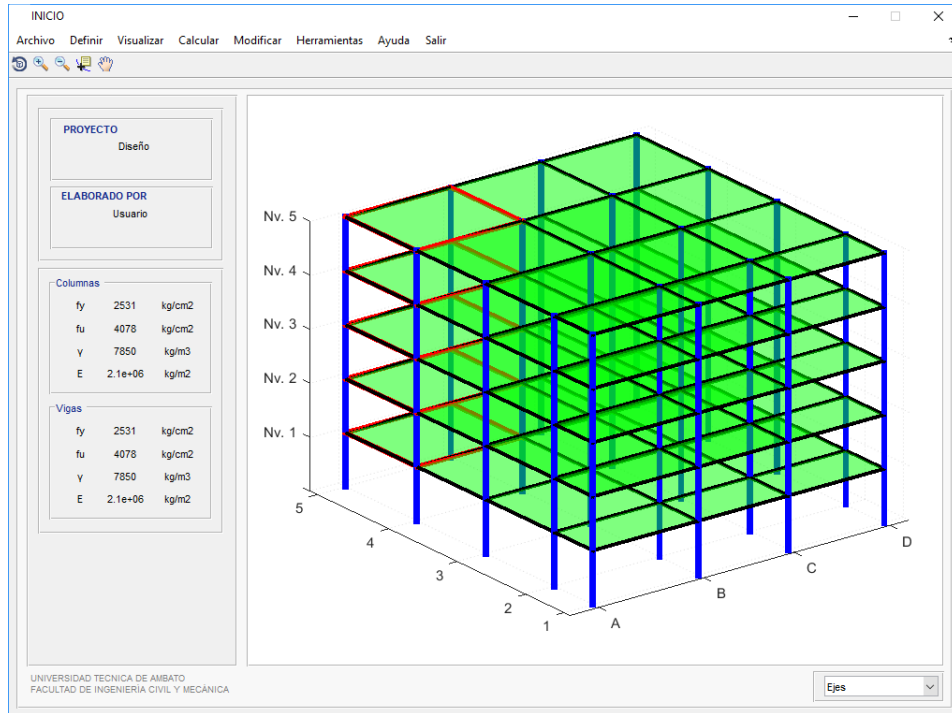 INICIO
Archivo Definir Visualizar Calcular Modificar Herramientas Ayuda Salir
PROYECTO
Diseño
ELABORADO POR
Usuario
Columnas
fy 2531 kg/cm2
fu 4078 kg/cm2
γ 7850 kg/m3
E 2.1e+06 kg/m2
Vigas
fy 2531 kg/cm2
fu 4078 kg/cm2
γ 7850 kg/m3
E 2.1e+06 kg/m2
Nv. 5
Nv. 4
Nv. 3
Nv. 2
Nv. 1
5
4
3
2
1
A
B
C
D
UNIVERSIDAD TECNICA DE AMBATO
FACULTAD DE INGENIERÍA CIVIL Y MECÁNICA
Ejes